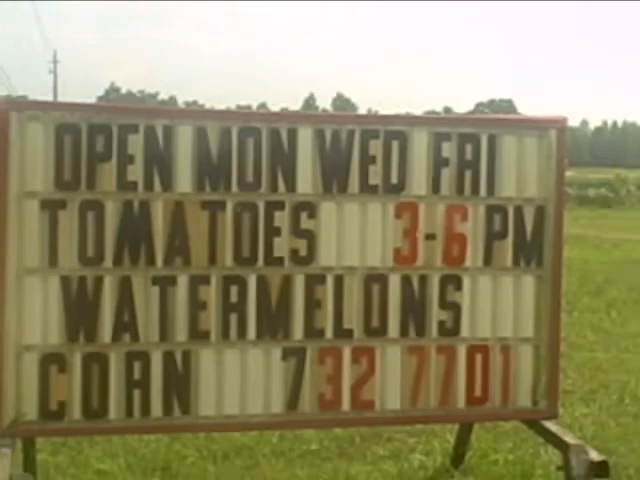 OPEN MON WED FRI
TOMATOES 3-6 PM
WATERMELONS
CORN 732 7701